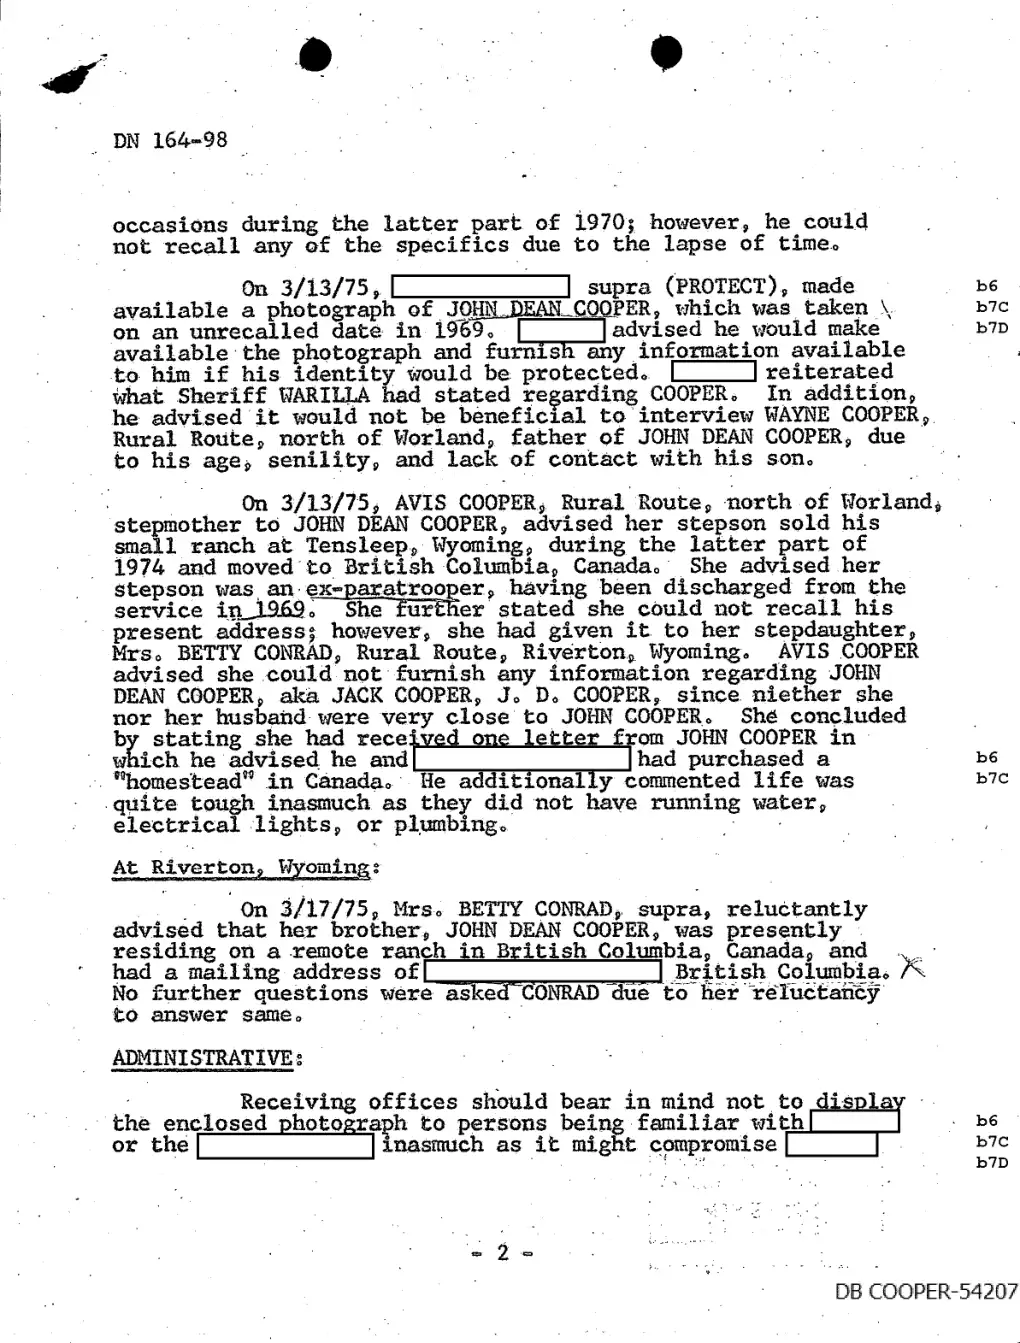 DN 164-98
occasions during the latter part of 1970; however, he could
not recall any of the specifics due to the lapse of time.
On 3/13/75, supra (PROTECT), made
b6
available a photograph of JOHN DEAN COOPER, which was taken
b7C
on an unrecalled date in 1969. advised he would make
b7D
available the photograph and furnish any information available
to him if his identity would be protected. reiterated
what Sheriff WARILLA had stated regarding COOPER. In addition,
he advised it would not be beneficial to interview WAYNE COOPER,
Rural Route, north of Worland, father of JOHN DEAN COOPER, due
to his age, senility, and lack of contact with his son.
On 3/13/75, AVIS COOPER, Rural Route, north of Worland,
stepmother to JOHN DEAN COOPER, advised her stepson sold his
small ranch at Tensleep, Wyoming, during the latter part of
1974 and moved to British Columbia, Canada. She advised her
stepson was an ex-paratrooper, having been discharged from the
service in 1969. She further stated she could not recall his
present address; however, she had given it to her stepdaughter,
Mrs. BETTY CONRAD, Rural Route, Riverton, Wyoming. AVIS COOPER
advised she could not furnish any information regarding JOHN
DEAN COOPER, aka JACK COOPER, J. D. COOPER, since niether she
nor her husband were very close to JOHN COOPER. She concluded
by stating she had received one letter from JOHN COOPER in
which he advised he and had purchased a
b6
"homestead" in Canada. He additionally commented life was
b7C
quite tough inasmuch as they did not have running water,
electrical lights, or plumbing.
At Riverton, Wyoming:
On 3/17/75, Mrs. BETTY CONRAD, supra, reluctantly
advised that her brother, JOHN DEAN COOPER, was presently
residing on a remote ranch in British Columbia, Canada, and
had a mailing address of British Columbia.
No further questions were asked CONRAD due to her reluctancy
to answer same.
ADMINISTRATIVE:
Receiving offices should bear in mind not to display
the enclosed photograph to persons being familiar with
b6
or the inasmuch as it might compromise
b7C
b7D
- 2 -
DB COOPER-54207